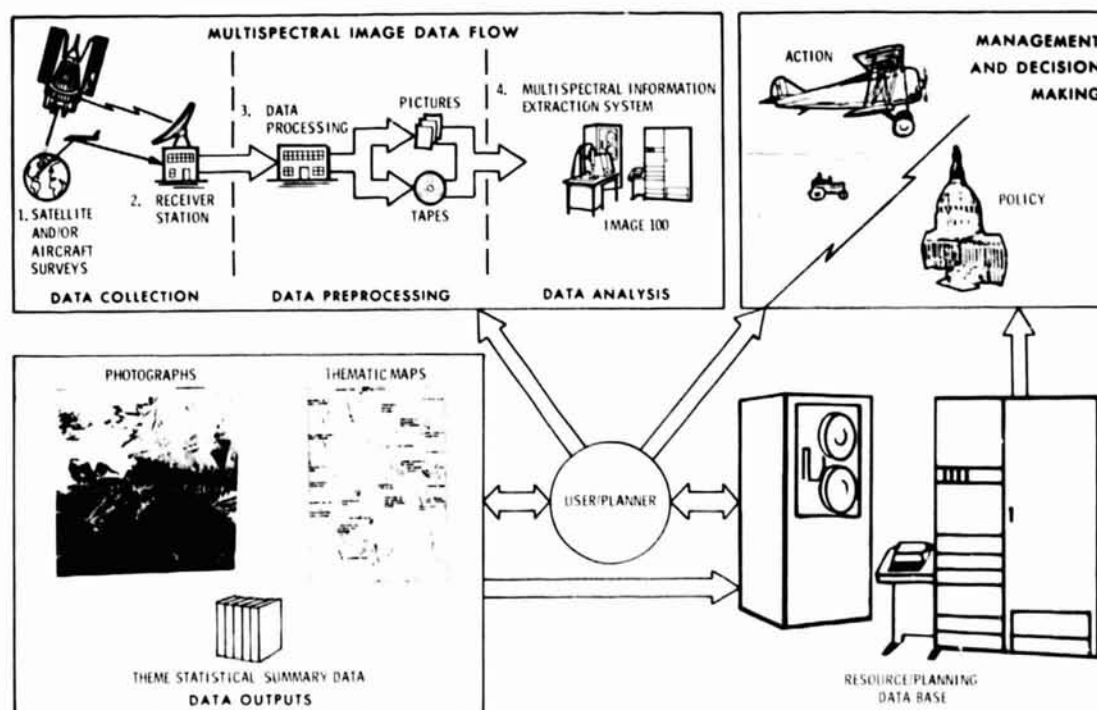 MULTISPECTRAL IMAGE DATA FLOW
1. SATELLITE
AND/OR
AIRCRAFT
SURVEYS
2. RECEIVER
STATION
DATA COLLECTION
3. DATA
PROCESSING
PICTURES
TAPES
DATA PREPROCESSING
4. MULTISPECTRAL INFORMATION
EXTRACTION SYSTEM
IMAGE 100
DATA ANALYSIS
MANAGEMENT
AND DECISION
MAKING
ACTION
POLICY
PHOTOGRAPHS
THEMATIC MAPS
THEME STATISTICAL SUMMARY DATA
DATA OUTPUTS
USER/PLANNER
RESOURCE/PLANNING
DATA BASE